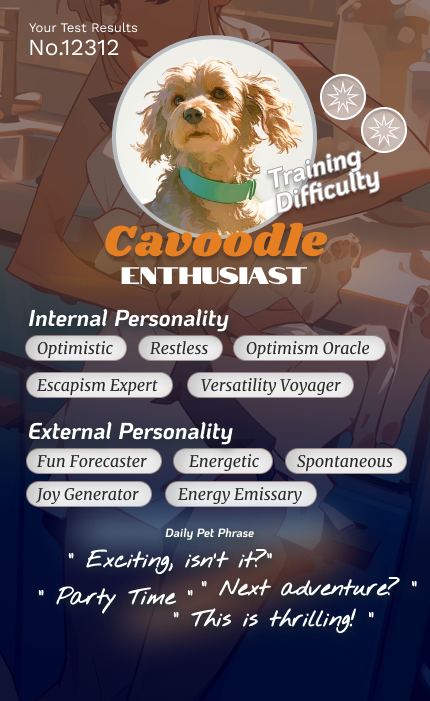 Your Test Results
No.12312
Training
Difficulty
Cavoodle
ENTHUSIAST
Internal Personality
Optimistic Restless Optimism Oracle
Escapism Expert Versatility Voyager
External Personality
Fun Forecaster Energetic Spontaneous
Joy Generator Energy Emissary
Daily Pet Phrase
" Exciting, isn't it?"
" Party Time " " Next adventure? "
" This is thrilling! "